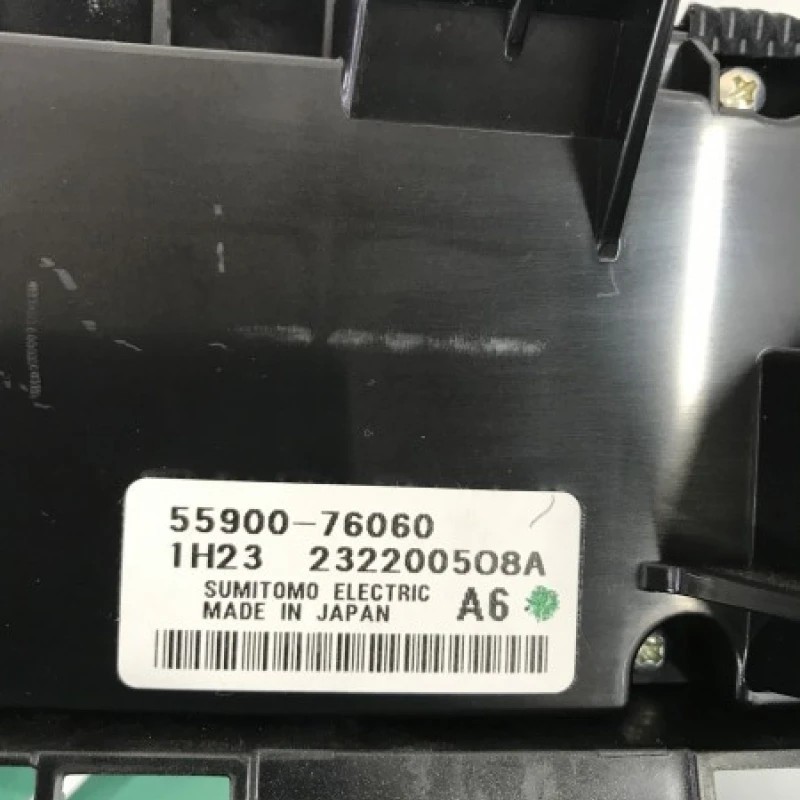 55900-76060
1H23 232200508A
SUMITOMO ELECTRIC
MADE IN JAPAN A6